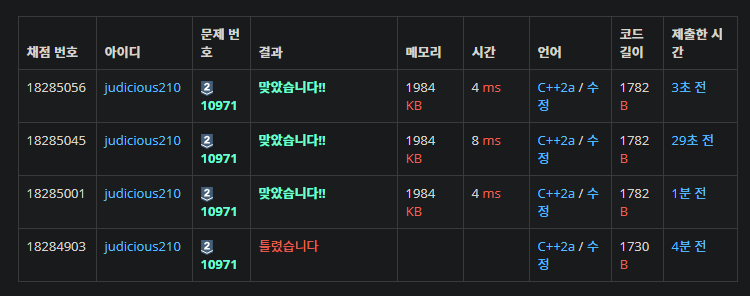 채점 번호 아이디 문제 번호 결과 메모리 시간 언어 코드 길이 제출한 시간
18285056 judicious210 2 10971 맞았습니다!! 1984 KB 4 ms C++2a / 수정 1782 B 3초 전
18285045 judicious210 2 10971 맞았습니다!! 1984 KB 8 ms C++2a / 수정 1782 B 29초 전
18285001 judicious210 2 10971 맞았습니다!! 1984 KB 4 ms C++2a / 수정 1782 B 1분 전
18284903 judicious210 2 10971 틀렸습니다 C++2a / 수정 1730 B 4분 전